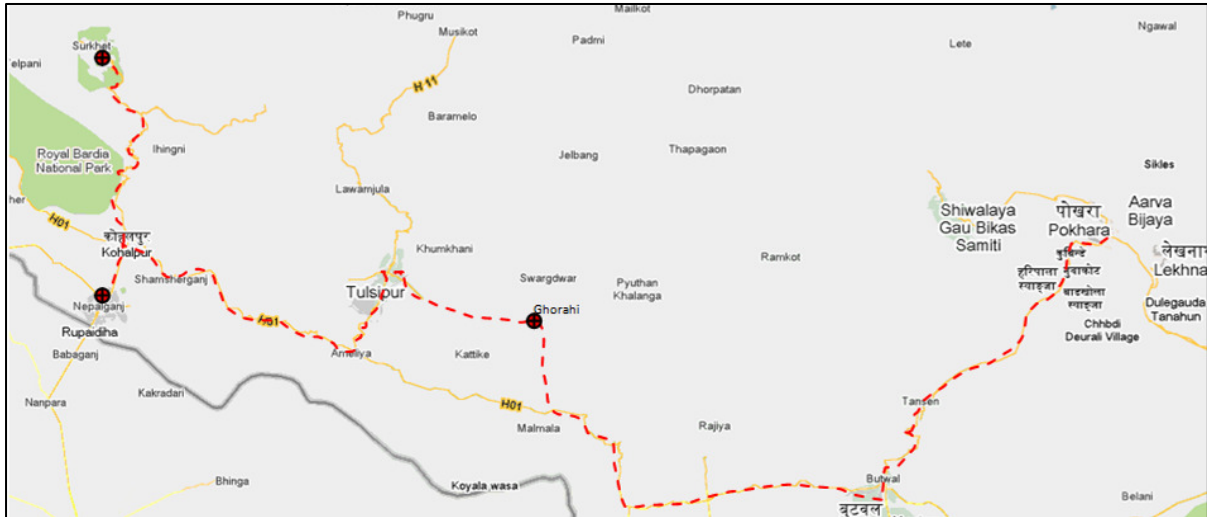 Mailkot
Phugru
Musikot
Padmi
Ngawal
Lete
Surkhet
elpani
H 11
Dhorpatan
Baramelo
Ihingni
Jelbang
Thapagaon
Royal Bardia
National Park
Sikles
Lawamjula
her
H01
Shiwalaya
Gau Bikas
Samiti
पोखरा
Pokhara
Aarva
Bijaya
कोहलपुर
Kohalpur
Khumkhani
Ramkot
लेखना
Lekhna
Shamsherganj
Swargdwar
Pyuthan
Khalanga
Tulsipur
Nepalganj
Ghorahi
Dulegauda
Tanahun
Rupaidiha
H01
Chhbdi
Deurali Village
Babaganj
Ameliya
Kattike
Kakradari
Nanpara
H01
Tansen
Malmala
Rajiya
Bhinga
Koyala wasa
Butwal
बुटवल
Belani